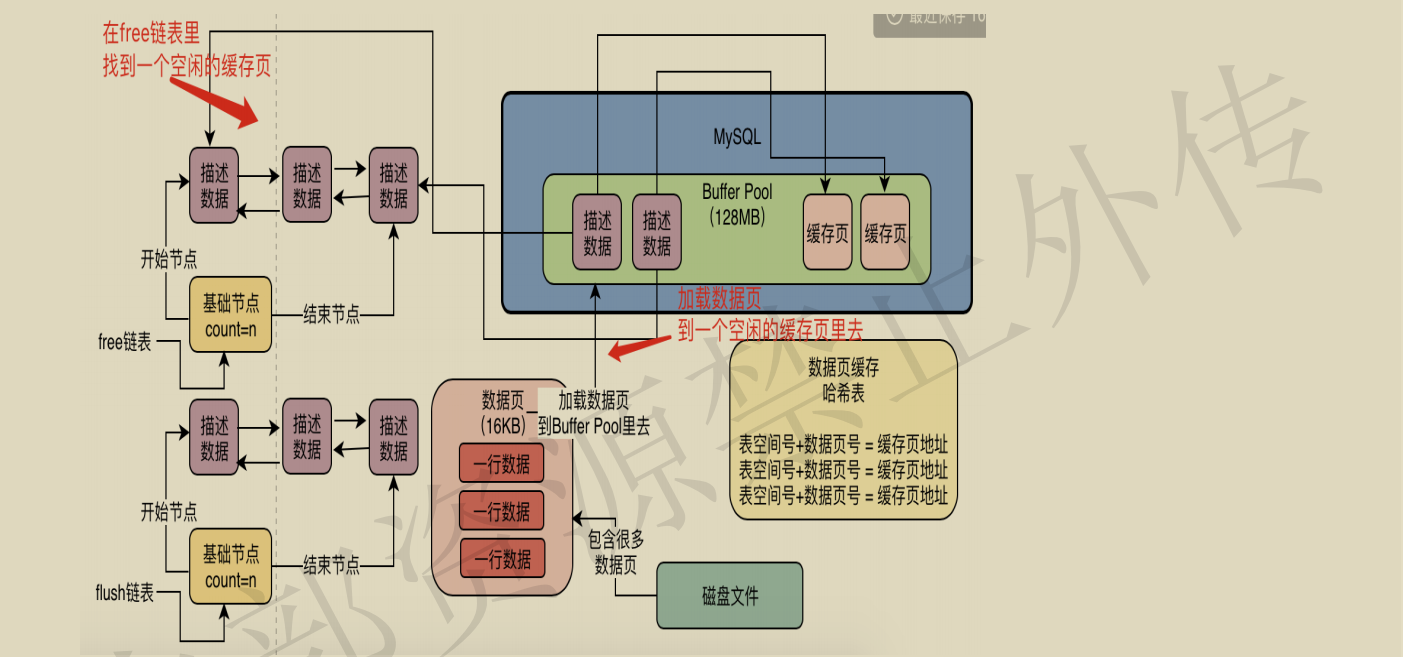 最近保存 10
在free链表里
找到一个空闲的缓存页
MySQL
Buffer Pool
(128MB)
描述
数据
描述
数据
描述
数据
描述
数据
描述
数据
缓存页
缓存页
开始节点
基础节点
count=n
结束节点
free链表
加载数据页
到一个空闲的缓存页里去
数据页缓存
哈希表
表空间号+数据页号 = 缓存页地址
表空间号+数据页号 = 缓存页地址
表空间号+数据页号 = 缓存页地址
描述
数据
描述
数据
描述
数据
数据页
(16KB)
加载数据页
到Buffer Pool里去
一行数据
一行数据
一行数据
开始节点
基础节点
count=n
结束节点
flush链表
包含很多
数据页
磁盘文件
部资源禁止外传